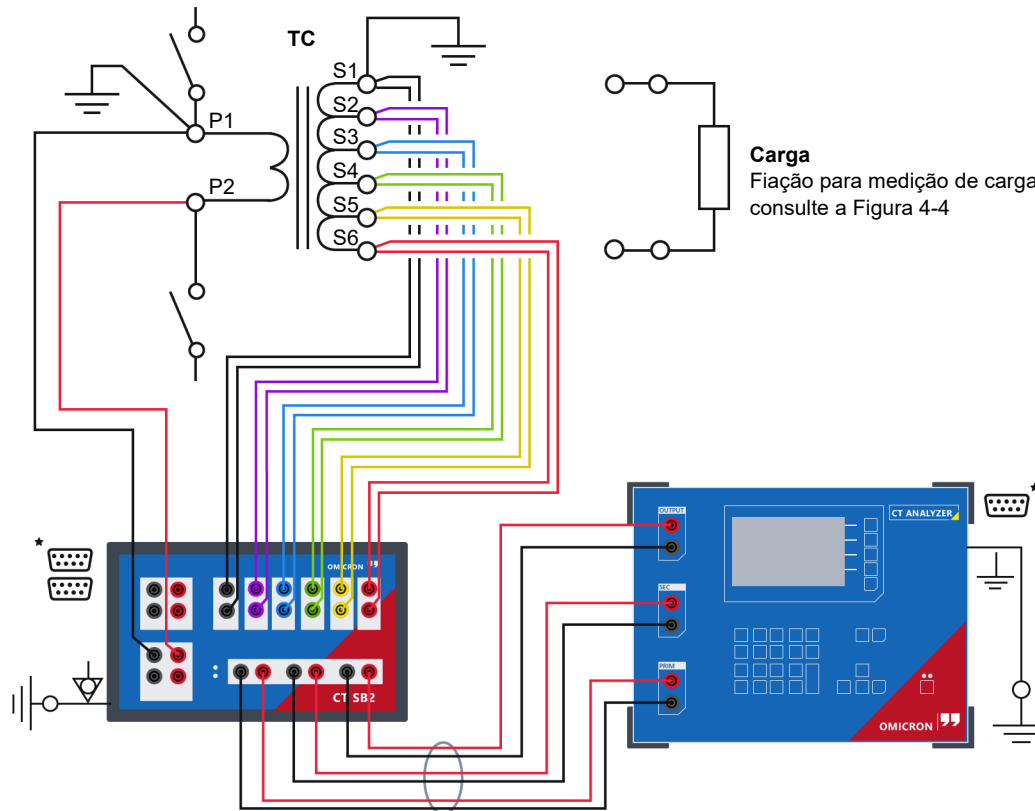 TC
S1
S2
S3
S4
S5
S6
P1
P2
Carga
Fiação para medição de carga
consulte a Figura 4-4
OUTPUT
CT ANALYZER
SEC
PRIM
OMICRON
OMICRON
CT SB2